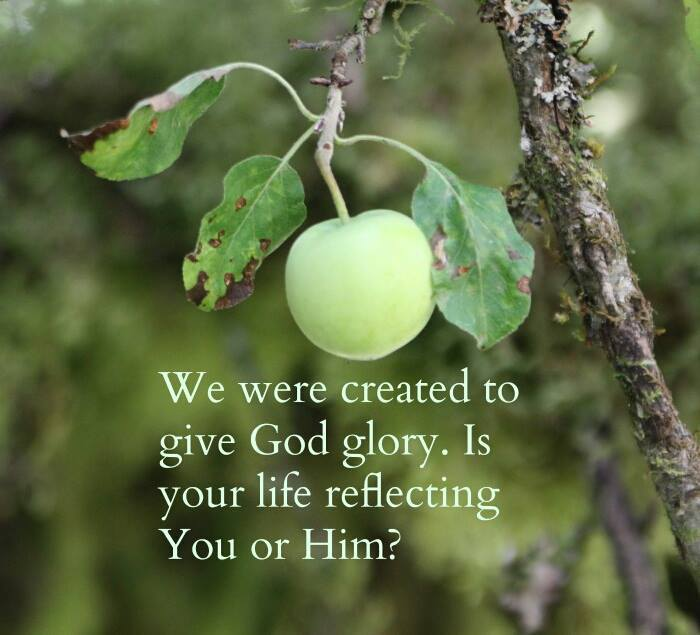 We were created to
give God glory. Is
your life reflecting
You or Him?